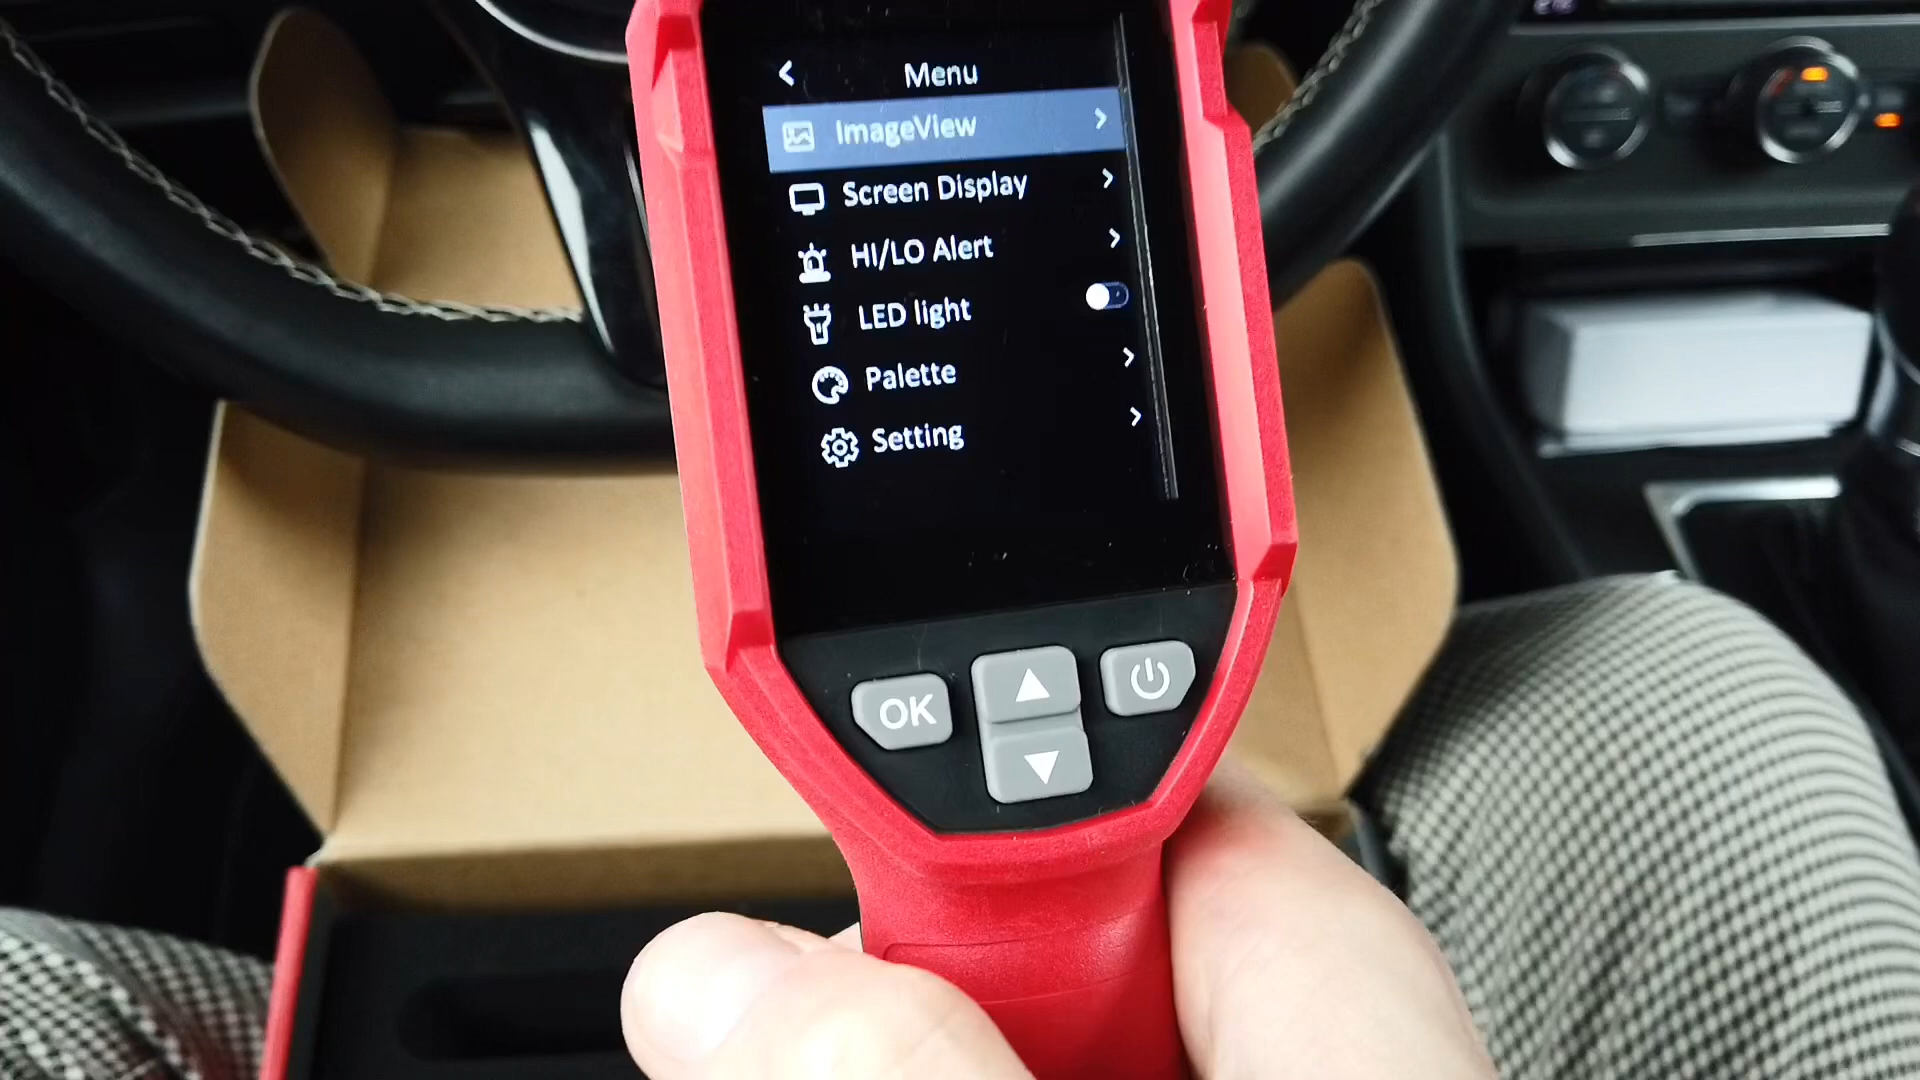 Menu
ImageView
Screen Display
HI/LO Alert
LED light
Palette
Setting
OK